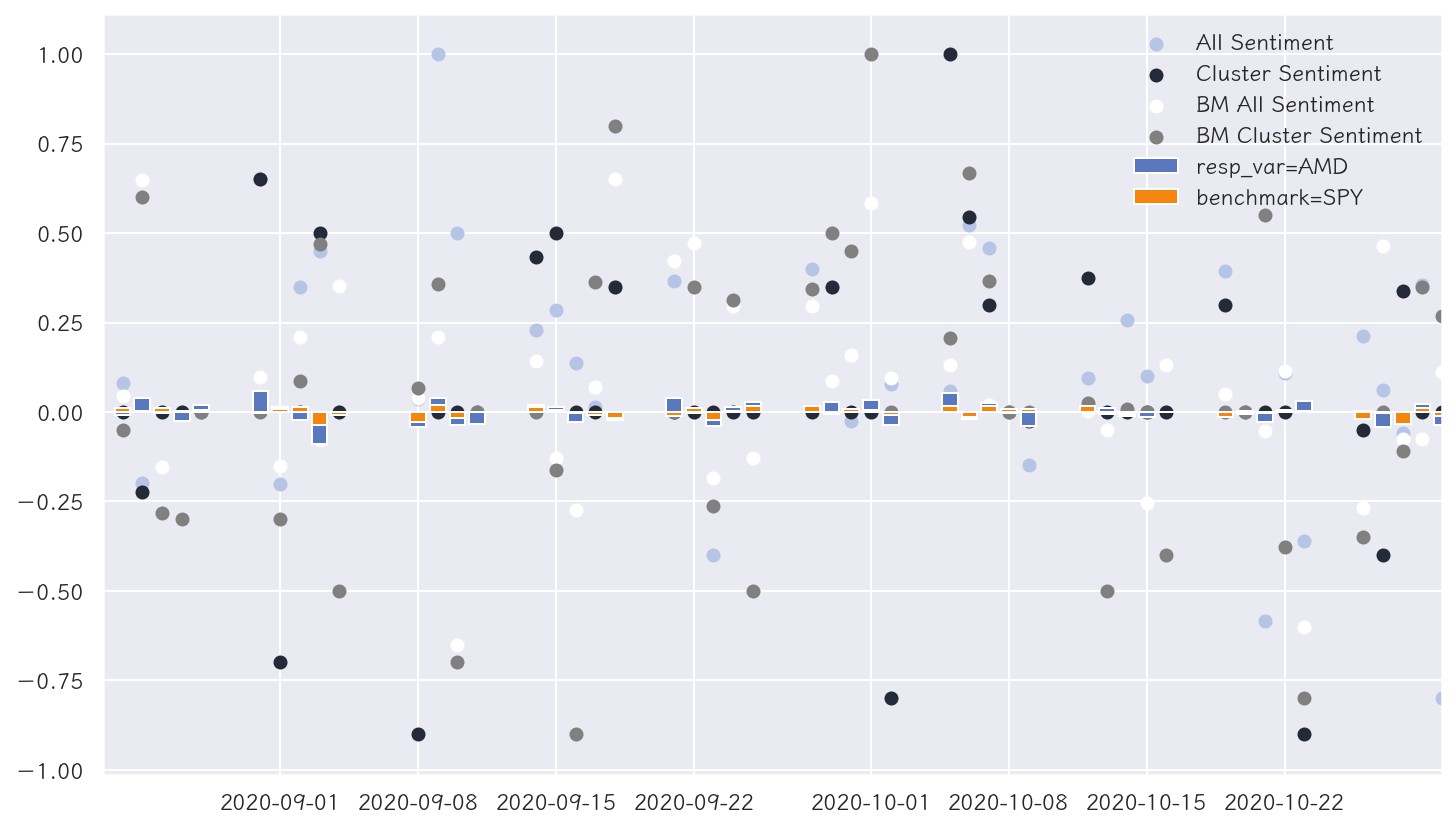 1.00
0.75
0.50
0.25
0.00
−0.25
−0.50
−0.75
−1.00
All Sentiment
Cluster Sentiment
BM All Sentiment
BM Cluster Sentiment
resp_var=AMD
benchmark=SPY
2020-09-01 2020-09-08 2020-09-15 2020-09-22 2020-10-01 2020-10-08 2020-10-15 2020-10-22